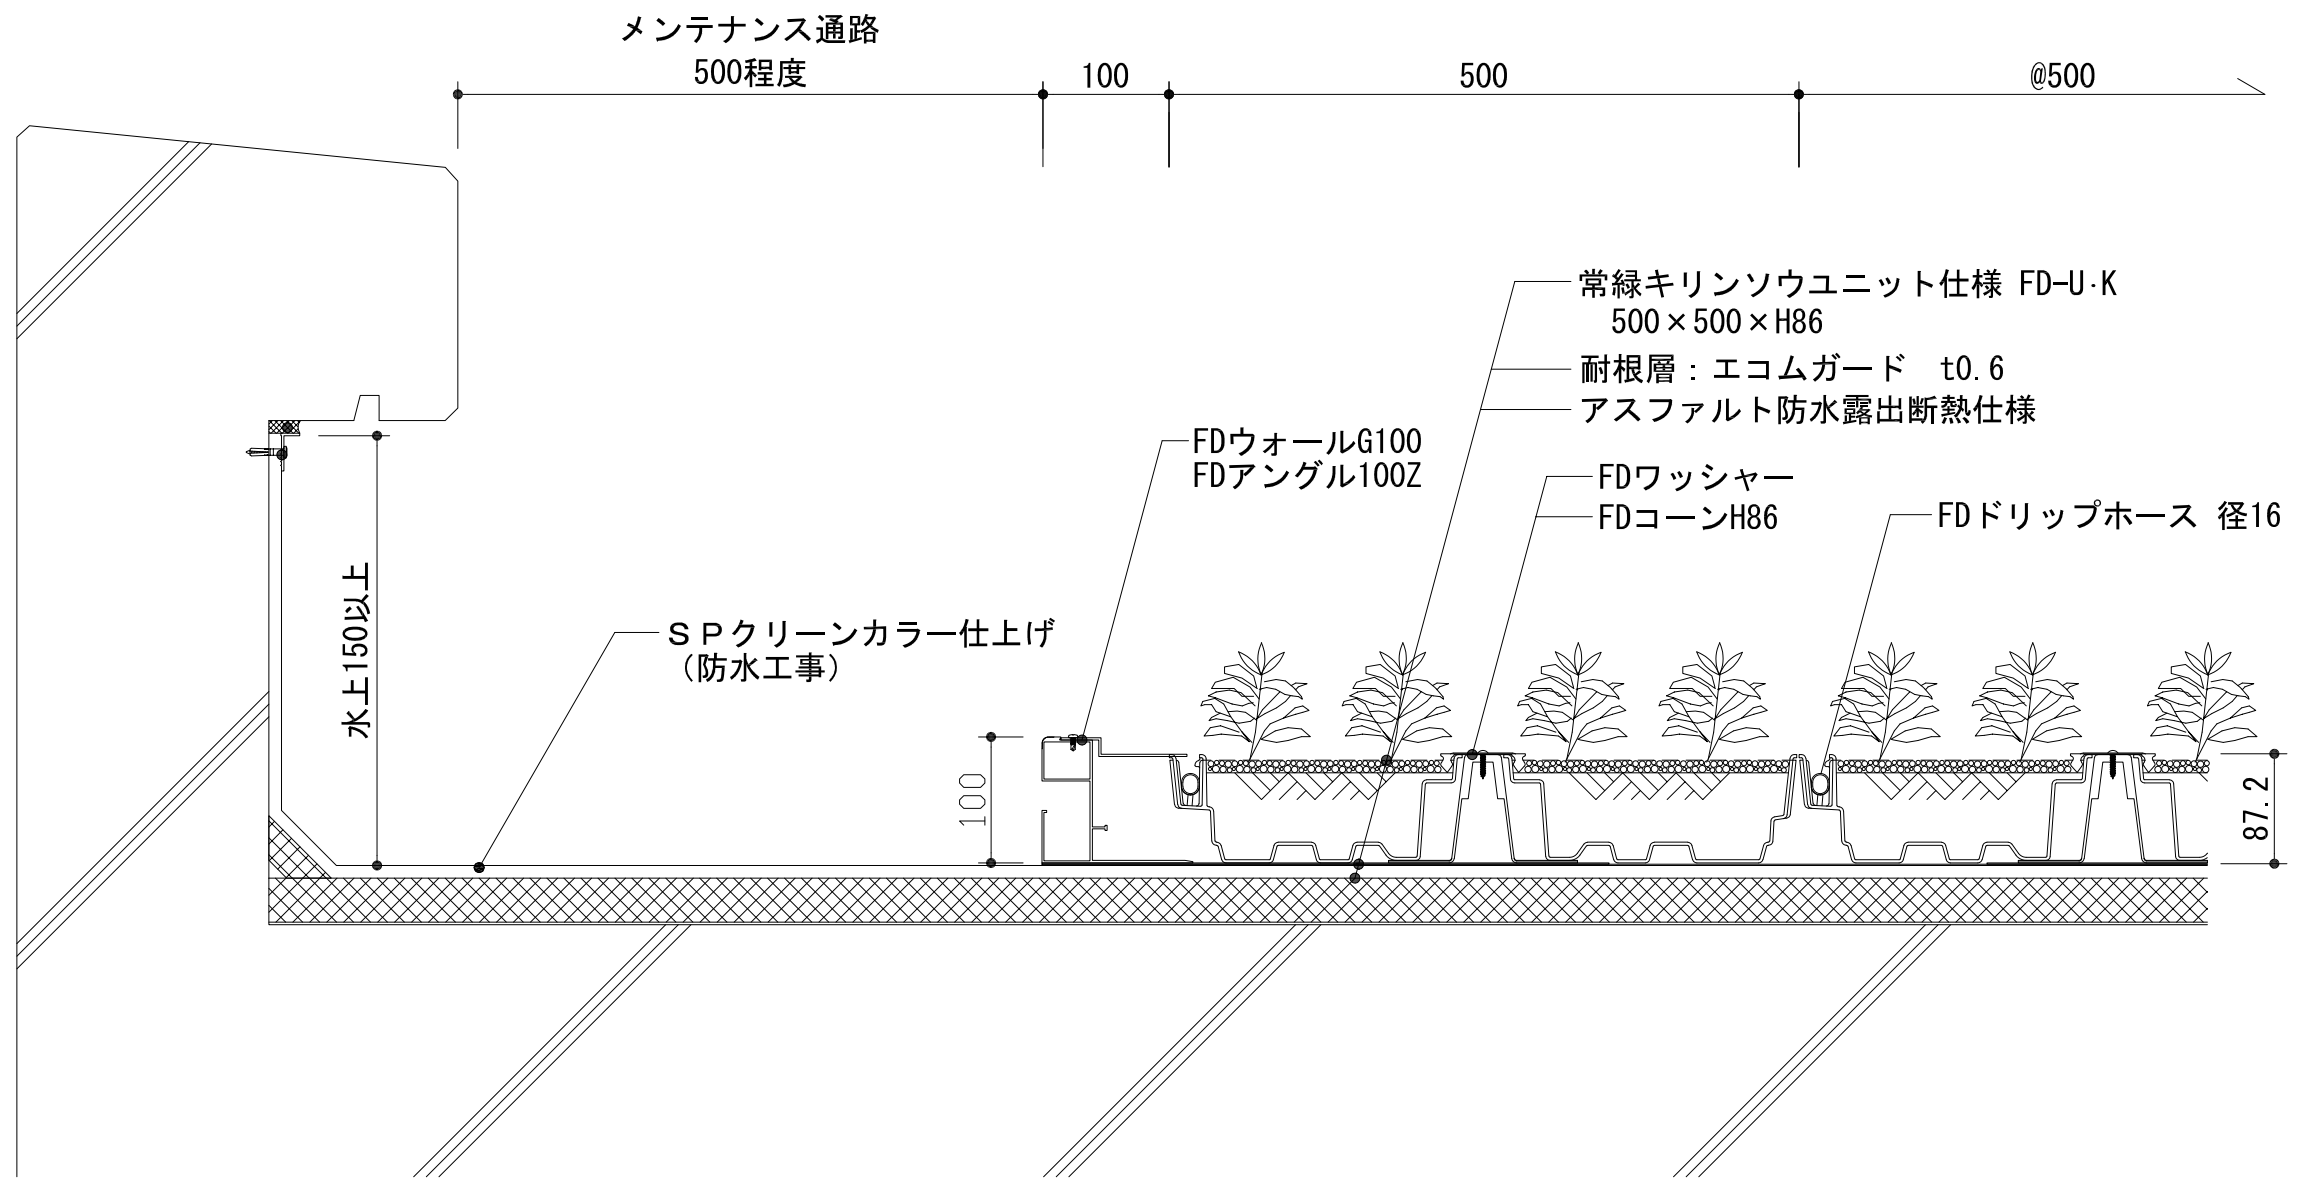 メンテナンス通路
500程度
100
500
@500
常緑キリンソウユニット仕様 FD-U・K
500×500×H86
耐根層：エコムガード　t0.6
アスファルト防水露出断熱仕様
FDウォールG100
FDアングル100Z
FDワッシャー
FDコーンH86
FDドリップホース 径16
水上150以上
ＳＰクリーンカラー仕上げ
（防水工事）
100
87.2